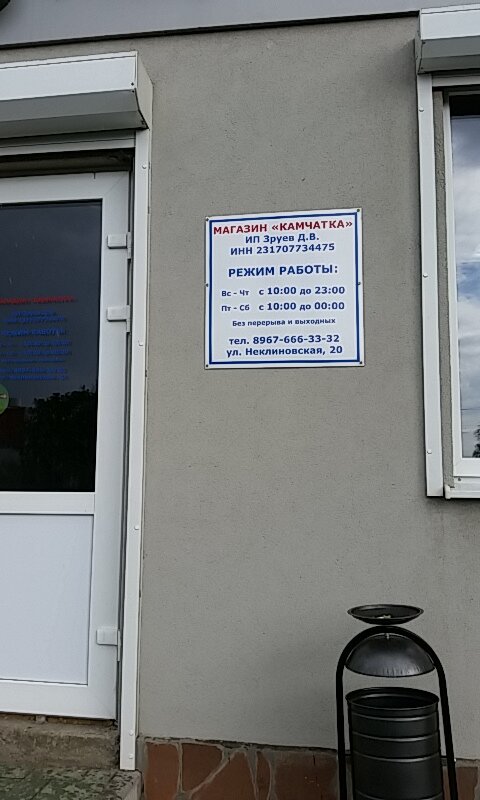 МАГАЗИН «КАМЧАТКА»
ИП Зруев Д.В.
ИНН 231707734475
РЕЖИМ РАБОТЫ:
Вс - Чт с 10:00 до 23:00
Пт - Сб с 10:00 до 00:00
Без перерыва и выходных
тел. 8967-666-33-32
ул. Неклиновская, 20